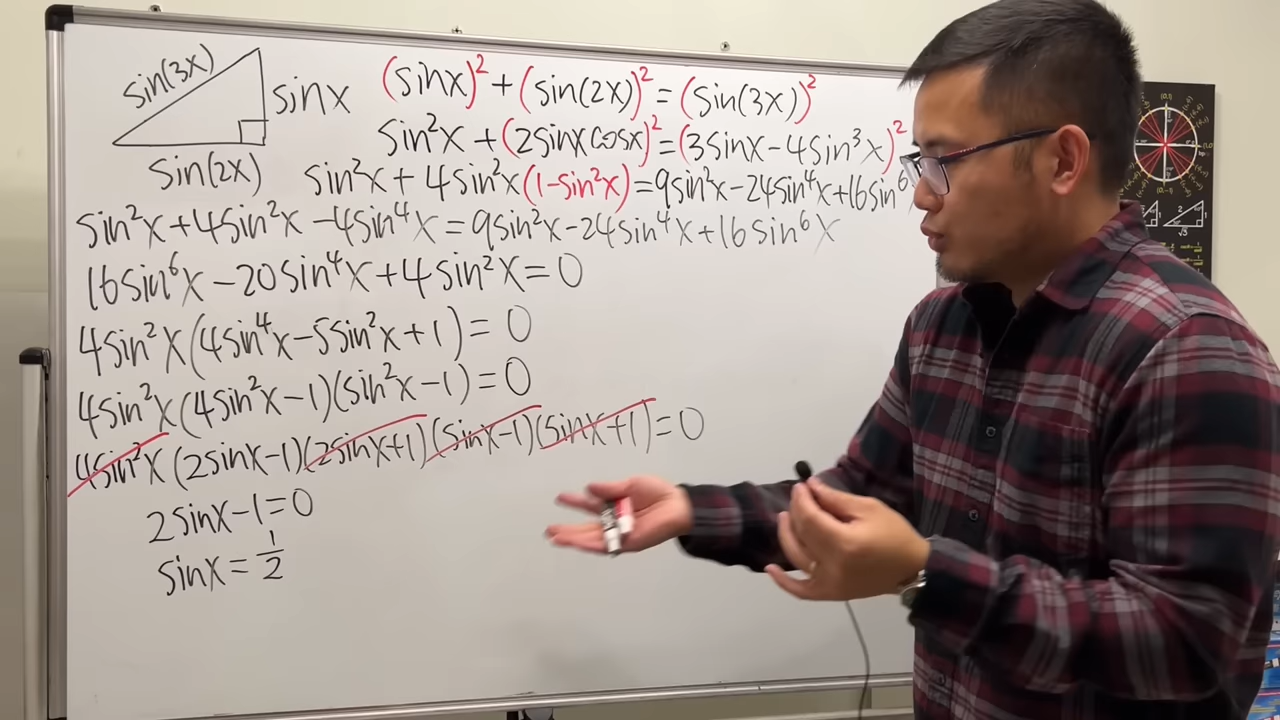 sin(3x)
sinx
sin(2x)
(sinx)² + (sin(2x))² = (sin(3x))²
sin²x + (2sinxcosx)² = (3sinx - 4sin³x)²
sin²x + 4sin²x(1-sin²x) = 9sin²x - 24sin⁴x + 16sin⁶
sin²x + 4sin²x - 4sin⁴x = 9sin²x - 24sin⁴x + 16sin⁶x
16sin⁶x - 20sin⁴x + 4sin²x = 0
4sin²x(4sin⁴x - 5sin²x + 1) = 0
4sin²x(4sin²x - 1)(sin²x - 1) = 0
4sin²x(2sinx-1)(2sinx+1)(sinx-1)(sinx+1) = 0
2sinx - 1 = 0
sinx = 1/2